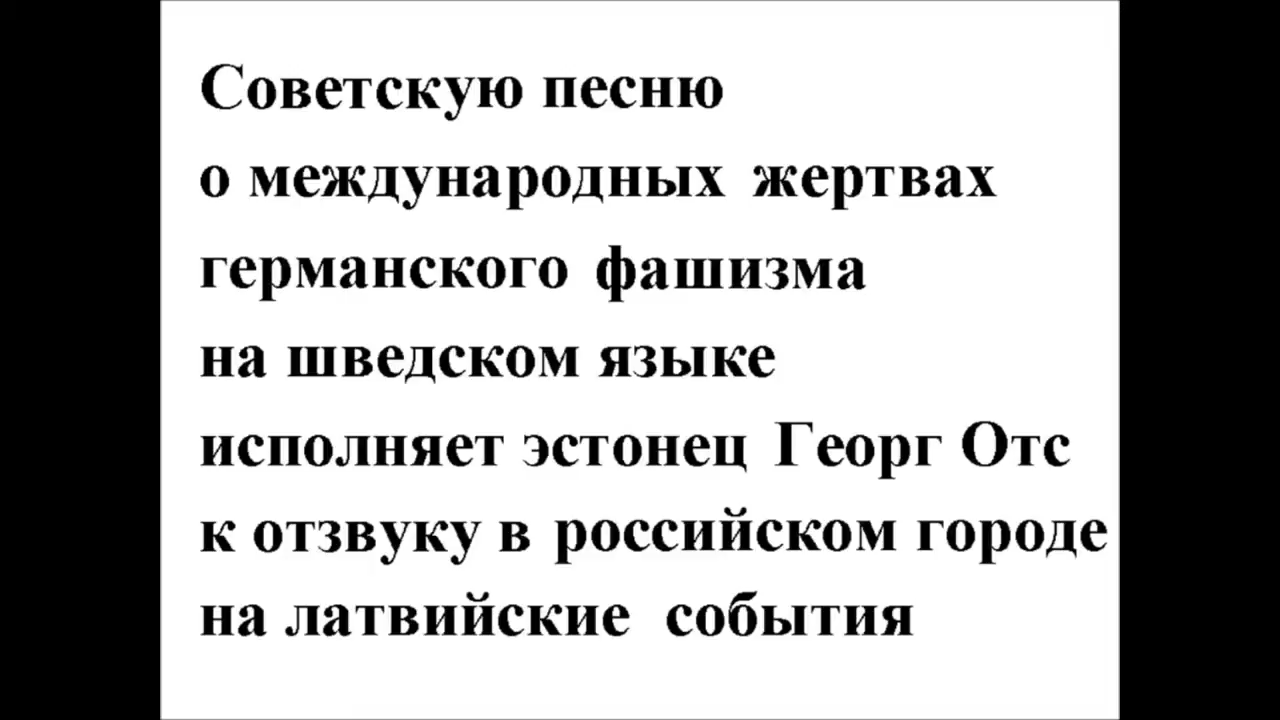 Советскую песню
о международных жертвах
германского фашизма
на шведском языке
исполняет эстонец Георг Отс
к отзвуку в российском городе
на латвийские события